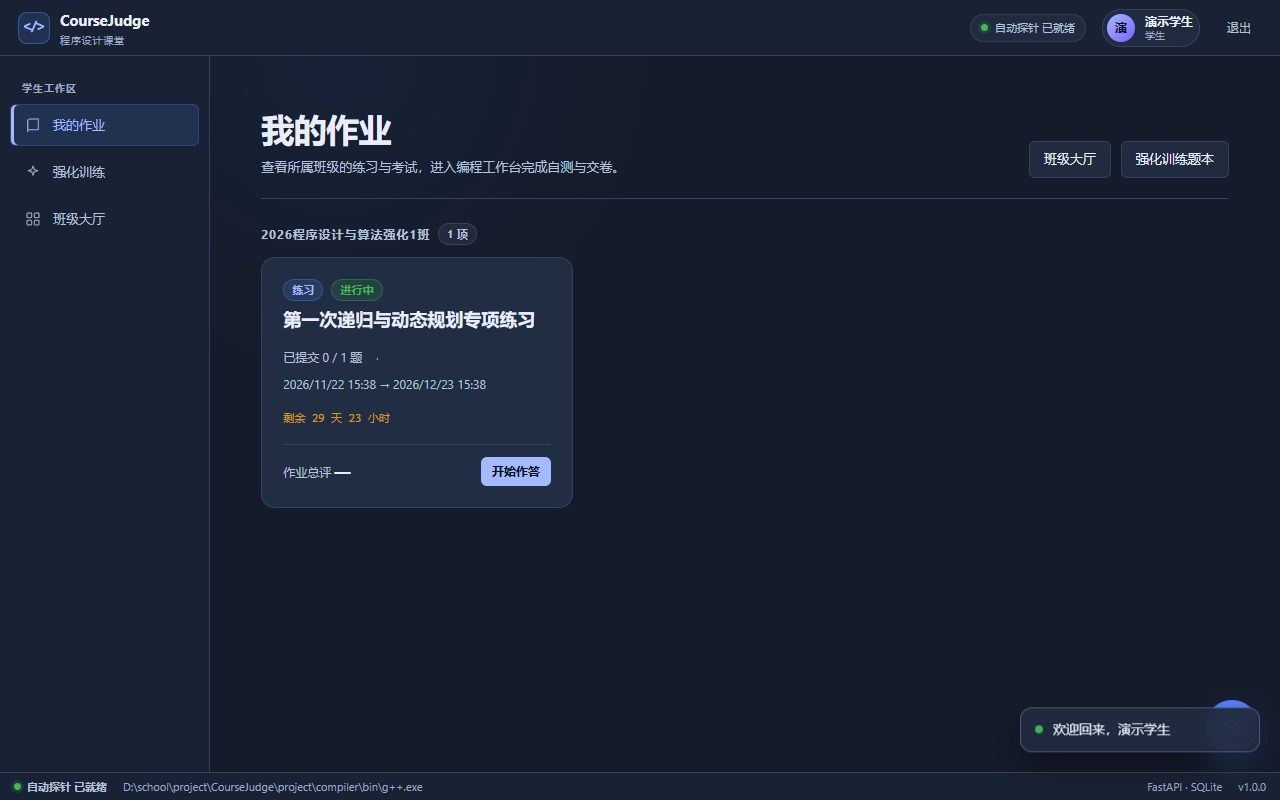 </> CourseJudge
程序设计课堂
自动探针 已就绪
演 演示学生
学生
退出
学生工作区
我的作业
强化训练
班级大厅
我的作业
查看所属班级的练习与考试，进入编程工作台完成自测与交卷。
班级大厅 强化训练题本
2026程序设计与算法强化1班 1 项
练习 进行中
第一次递归与动态规划专项练习
已提交 0 / 1 题 ·
2026/11/22 15:38 → 2026/12/23 15:38
剩余 29 天 23 小时
作业总评 — 开始作答
欢迎回来，演示学生
自动探针 已就绪 D:\school\project\CourseJudge\project\compiler\bin\g++.exe FastAPI · SQLite v1.0.0